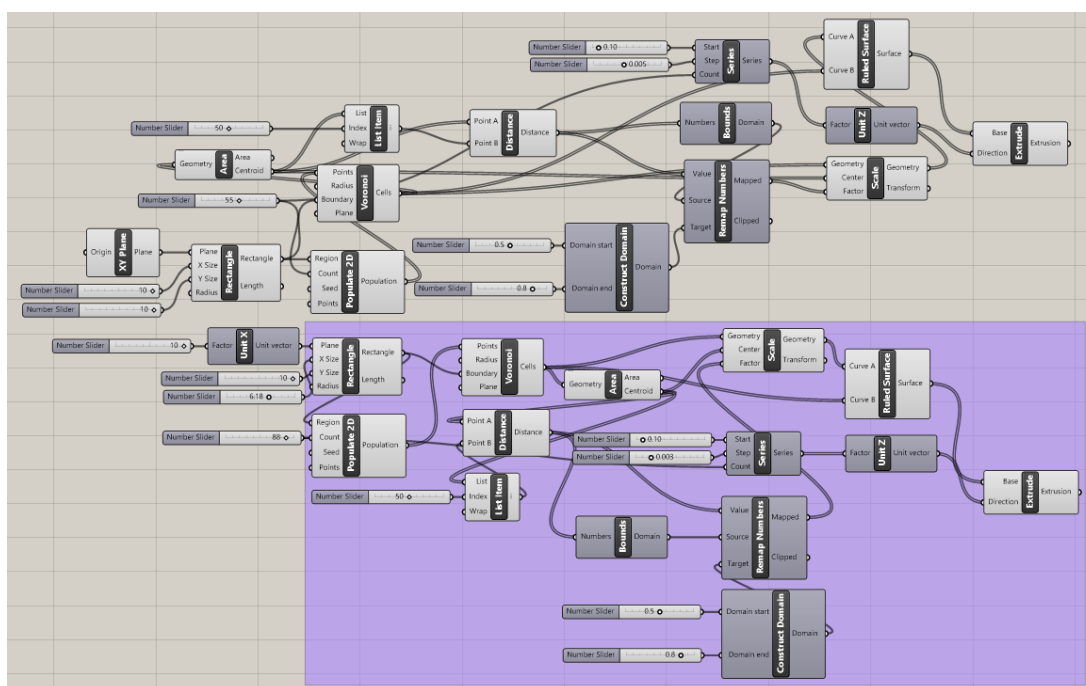 Number Slider 0.10
Number Slider 0.005
Start Step Count Series Series
Curve A Curve B Ruled Surface Surface
Number Slider 50
List Index Wrap List Item i
Point A Point B Distance Distance
Numbers Bounds Domain
Factor Unit Z Unit vector
Base Direction Extrude Extrusion
Geometry Area Area Centroid
Points Radius Boundary Plane Voronoi Cells
Value Source Target Remap Numbers Mapped Clipped
Geometry Center Factor Scale Geometry Transform
Number Slider 55
Origin XY Plane Plane
Plane X Size Y Size Radius Rectangle Rectangle Length
Region Count Seed Points Populate 2D Population
Number Slider 0.5
Number Slider 0.8
Domain start Domain end Construct Domain Domain
Number Slider 10
Number Slider 10
Number Slider 10
Factor Unit X Unit vector
Plane X Size Y Size Radius Rectangle Rectangle Length
Points Radius Boundary Plane Voronoi Cells
Geometry Center Factor Scale Geometry Transform
Number Slider 10
Number Slider 6.18
Geometry Area Area Centroid
Curve A Curve B Ruled Surface Surface
Number Slider 88
Region Count Seed Points Populate 2D Population
Point A Point B Distance Distance
Number Slider 0.10
Number Slider 0.003
Start Step Count Series Series
Factor Unit Z Unit vector
Number Slider 50
List Index Wrap List Item i
Base Direction Extrude Extrusion
Numbers Bounds Domain
Value Source Target Remap Numbers Mapped Clipped
Number Slider 0.5
Number Slider 0.8
Domain start Domain end Construct Domain Domain